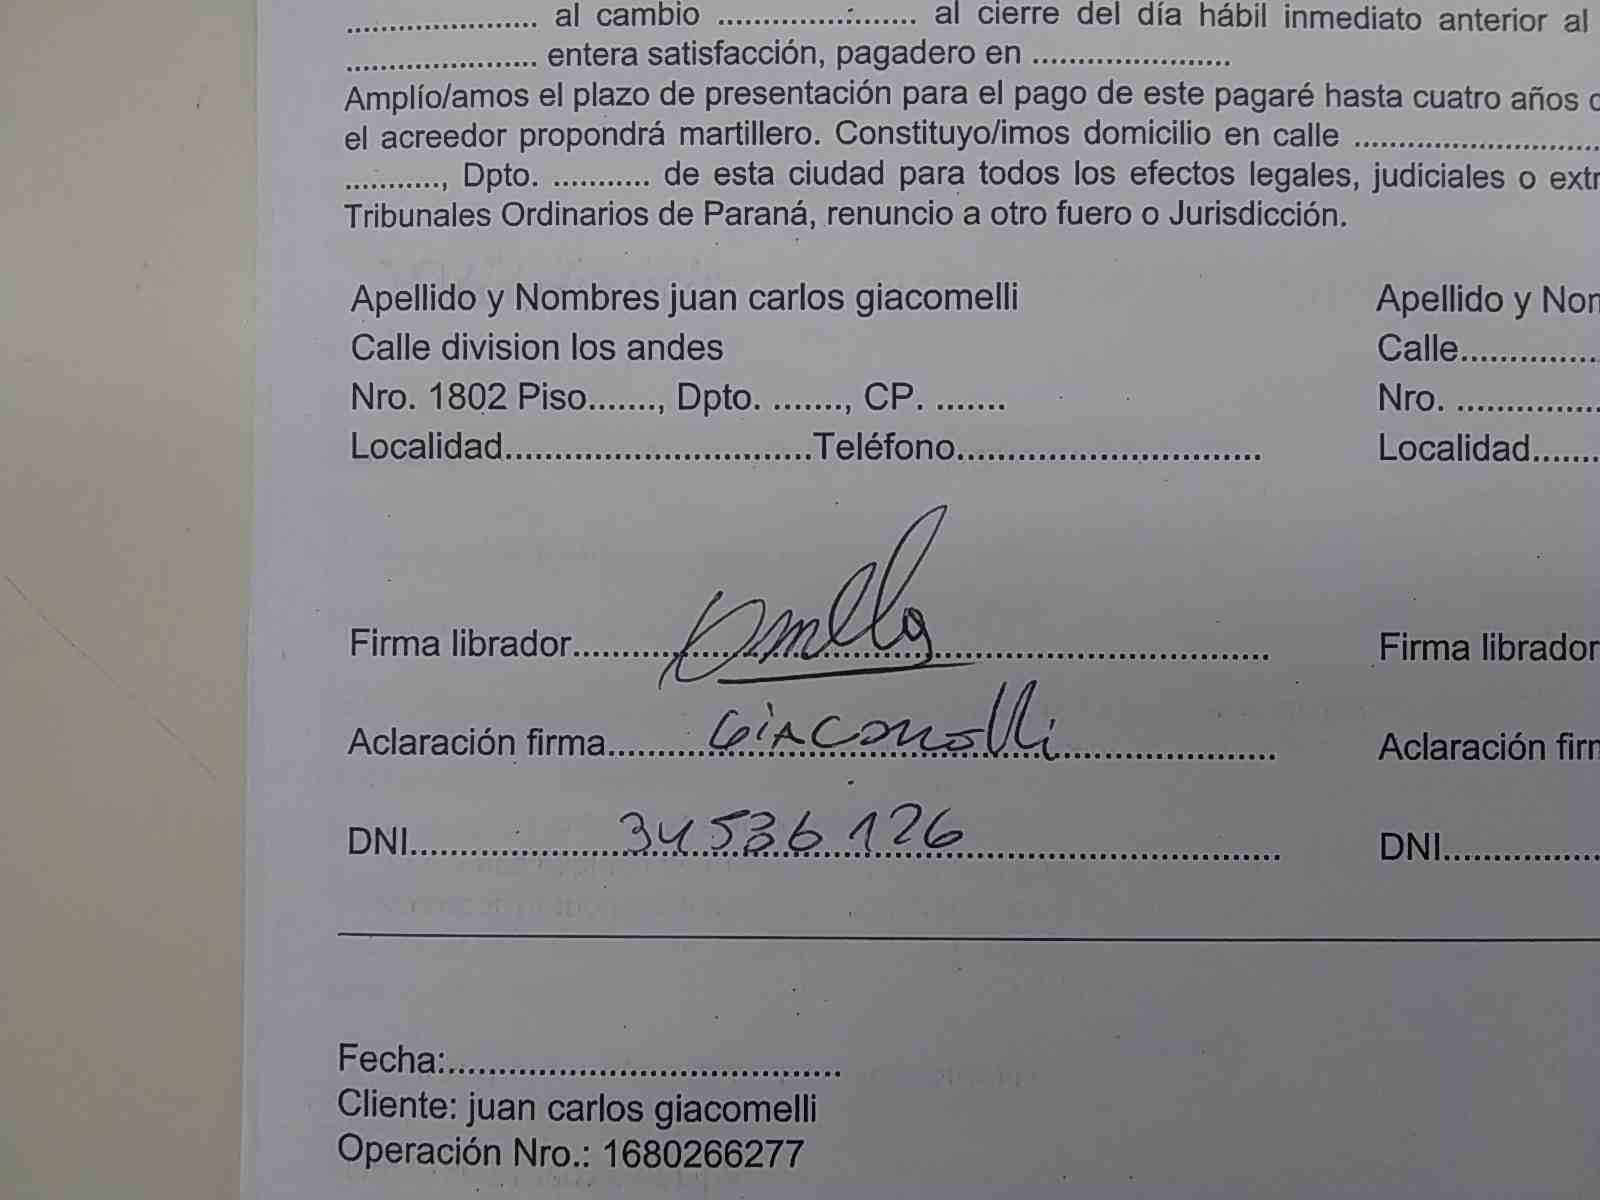 ..................... al cambio ...................... al cierre del día hábil inmediato anterior al
..................... entera satisfacción, pagadero en ......................
Amplío/amos el plazo de presentación para el pago de este pagaré hasta cuatro años
el acreedor propondrá martillero. Constituyo/imos domicilio en calle ...........................
..........., Dpto. ........... de esta ciudad para todos los efectos legales, judiciales o extr
Tribunales Ordinarios de Paraná, renuncio a otro fuero o Jurisdicción.
Apellido y Nombres juan carlos giacomelli
Calle division los andes
Nro. 1802 Piso......., Dpto. ......., CP. .......
Localidad...............................Teléfono..............................
Apellido y Nom
Calle..............
Nro. ..............
Localidad.......
Firma librador......................................................................
Aclaración firma.......Giacomelli......................
DNI....................34536126................................
Firma librador
Aclaración firm
DNI................
Fecha:.......................................
Cliente: juan carlos giacomelli
Operación Nro.: 1680266277